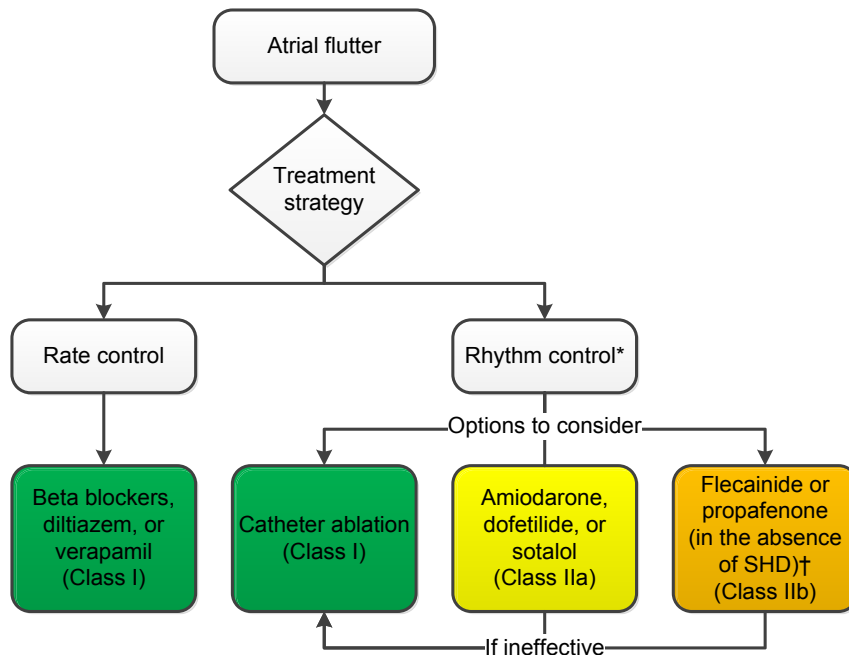 Atrial flutter
Treatment
strategy
Rate control
Rhythm control*
Options to consider
Beta blockers,
diltiazem, or
verapamil
(Class I)
Catheter ablation
(Class I)
Amiodarone,
dofetilide, or
sotalol
(Class IIa)
Flecainide or
propafenone
(in the absence
of SHD)†
(Class IIb)
If ineffective